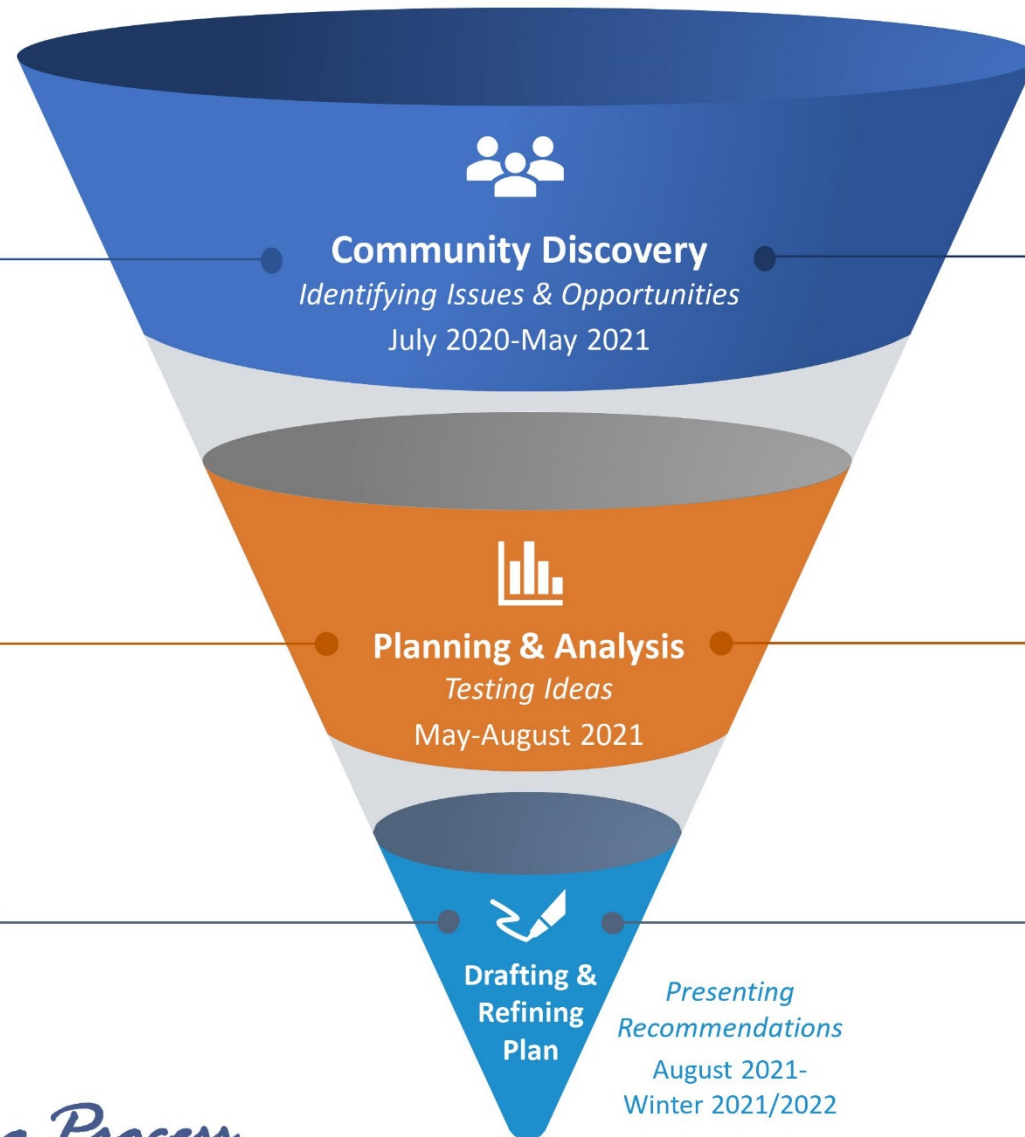 Community Discovery
Identifying Issues & Opportunities
July 2020-May 2021
Planning & Analysis
Testing Ideas
May-August 2021
Drafting &
Refining
Plan
Presenting
Recommendations
August 2021-
Winter 2021/2022
Process